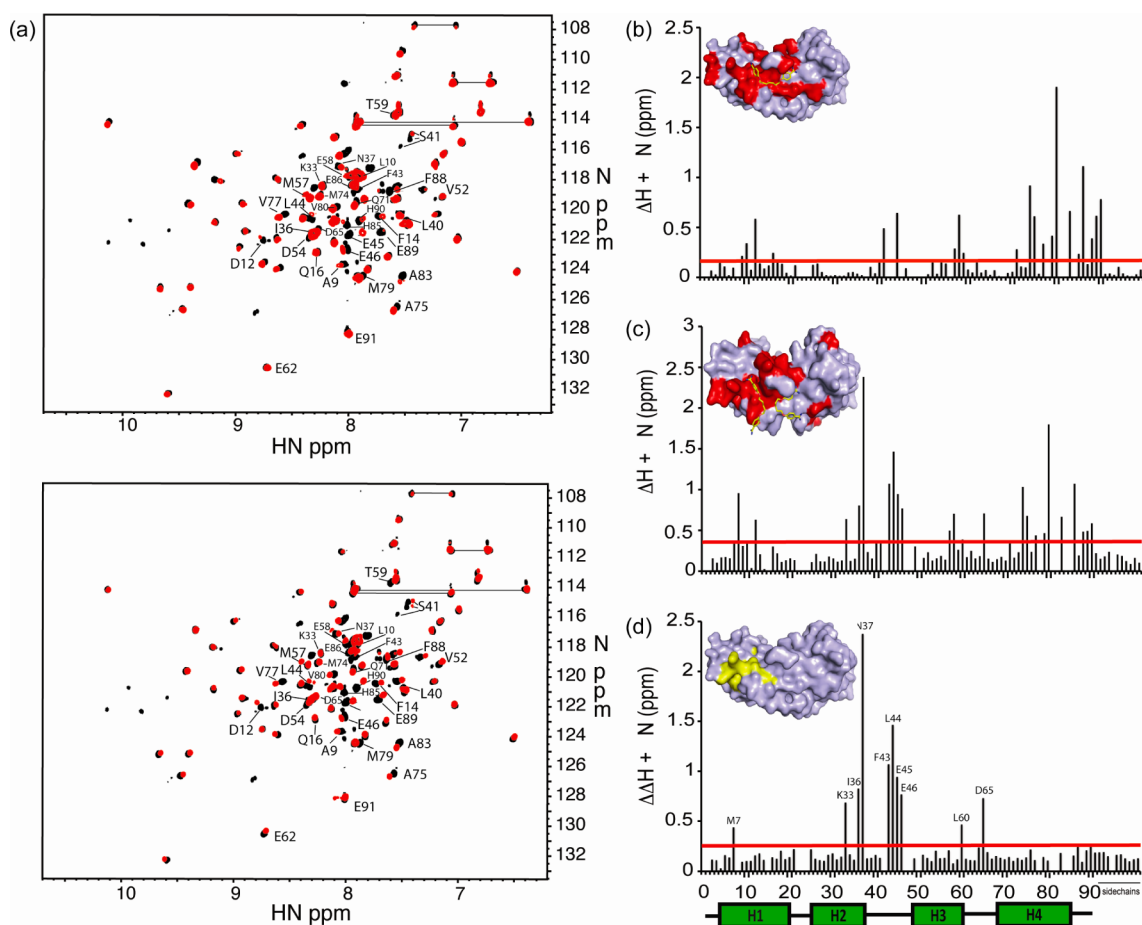 (a)
108
110
112
114
116
118
120
122
124
126
128
130
132
N
p
p
m
T59
S41
N37
L10
E58
K33
E86
F43
F88
M57
M74
Q71
V52
V77
V80
H90
L44
L40
I36
D65
H85
E45
F14
D54
E89
E46
D12
Q16
M79
A83
A9
A75
E91
E62
10
9
8
7
HN ppm
108
110
112
114
116
118
120
122
124
126
128
130
132
N
p
p
m
T59
S41
E58
N37
L10
K33
E86
F43
F88
M57
M74
Q7
V52
V77
V80
H90
L44
H85
L40
I36
D65
F14
D54
E46
E89
D12
Q16
A9
M79
A83
A75
E91
E62
10
9
8
7
HN ppm
(b)
2.5
2
1.5
1
0.5
0
ΔH + N (ppm)
(c)
3
2.5
2
1.5
1
0.5
0
ΔH + N (ppm)
(d)
2.5
2
1.5
1
0.5
0
ΔΔH + N (ppm)
N37
L44
F43
E45
I36
E46
K33
D65
L60
M7
0 10 20 30 40 50 60 70 80 90 sidechains
H1 H2 H3 H4